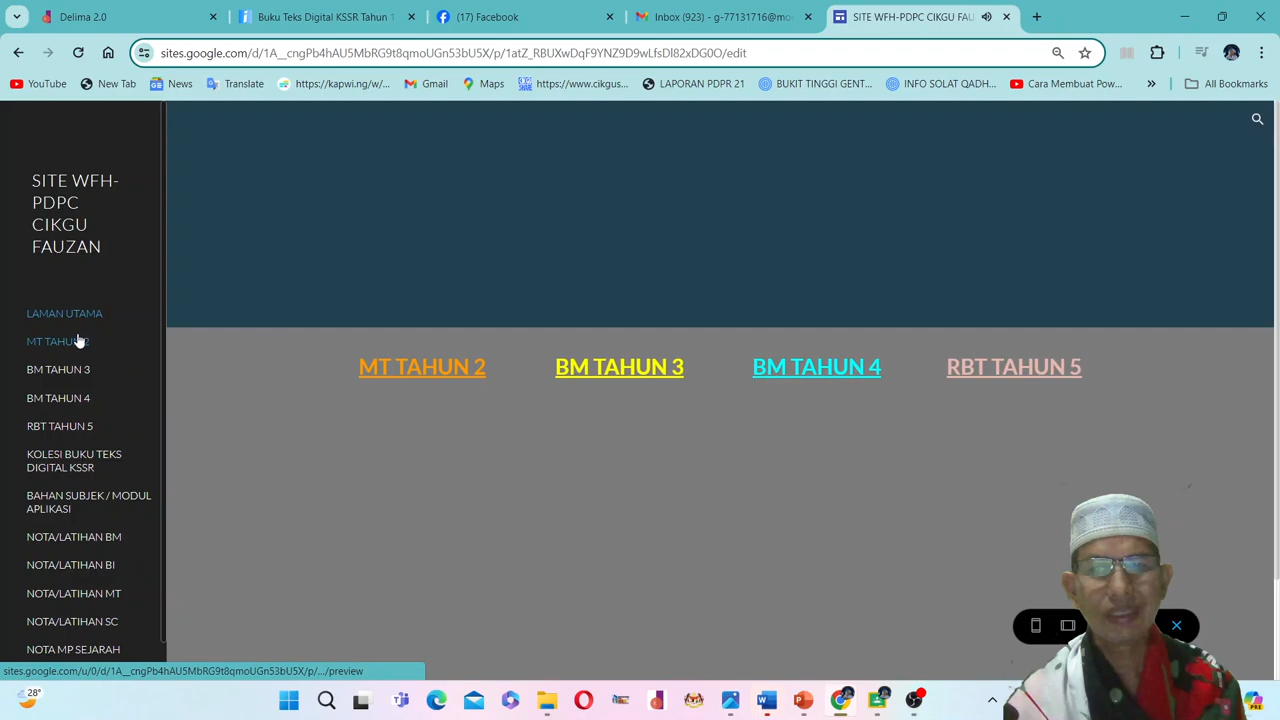 Delima 2.0
Buku Teks Digital KSSR Tahun 1
(17) Facebook
Inbox (923) - g-77131716@mo
SITE WFH-PDPC CIKGU FAU
sites.google.com/d/1A__cngPb4hAU5MbRG9t8qmoUGn53bU5X/p/1atZ_RBUXwDqF9YNZ9D9wLfsDl82xDG0O/edit
YouTube
New Tab
News
Translate
https://kapwi.ng/w/...
Gmail
Maps
https://www.cikgus...
LAPORAN PDPR 21
BUKIT TINGGI GENT...
INFO SOLAT QADH...
Cara Membuat Pow...
All Bookmarks
SITE WFH-
PDPC
CIKGU
FAUZAN
LAMAN UTAMA
MT TAHUN 2
BM TAHUN 3
BM TAHUN 4
RBT TAHUN 5
KOLESI BUKU TEKS
DIGITAL KSSR
BAHAN SUBJEK / MODUL
APLIKASI
NOTA/LATIHAN BM
NOTA/LATIHAN BI
NOTA/LATIHAN MT
NOTA/LATIHAN SC
NOTA MP SEJARAH
MT TAHUN 2
BM TAHUN 3
BM TAHUN 4
RBT TAHUN 5
sites.google.com/u/0/d/1A__cngPb4hAU5MbRG9t8qmoUGn53bU5X/p/.../preview
28°